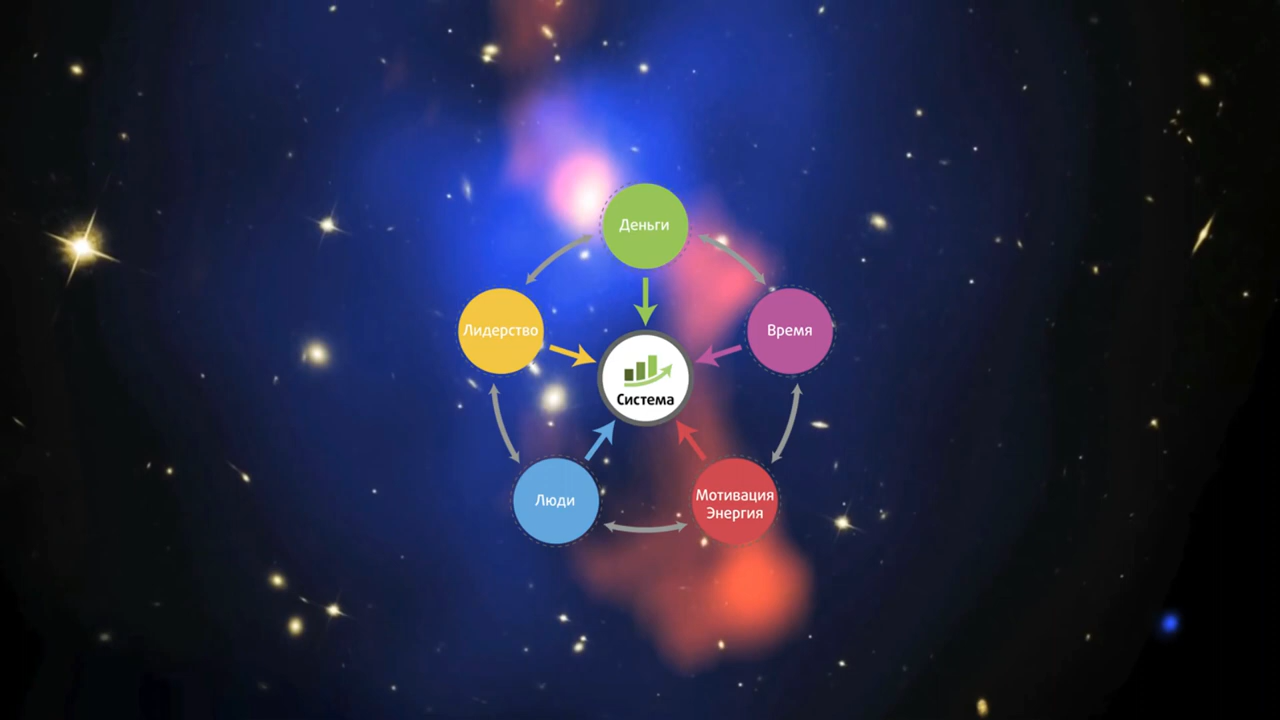 Деньги
Лидерство
Время
Система
Люди
Мотивация
Энергия